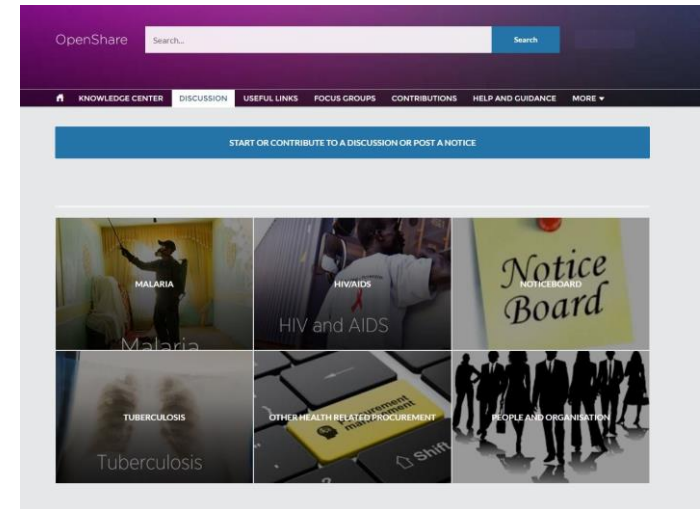 OpenShare
Search...
Search
KNOWLEDGE CENTER DISCUSSION USEFUL LINKS FOCUS GROUPS CONTRIBUTIONS HELP AND GUIDANCE MORE
START OR CONTRIBUTE TO A DISCUSSION OR POST A NOTICE
MALARIA
Malaria
HIV/AIDS
HIV and AIDS
Notice
NOTICEBOARD
Board
TUBERCULOSIS
Tuberculosis
procurement
management
OTHER HEALTH RELATED PROCUREMENT
Shift
PEOPLE AND ORGANISATION